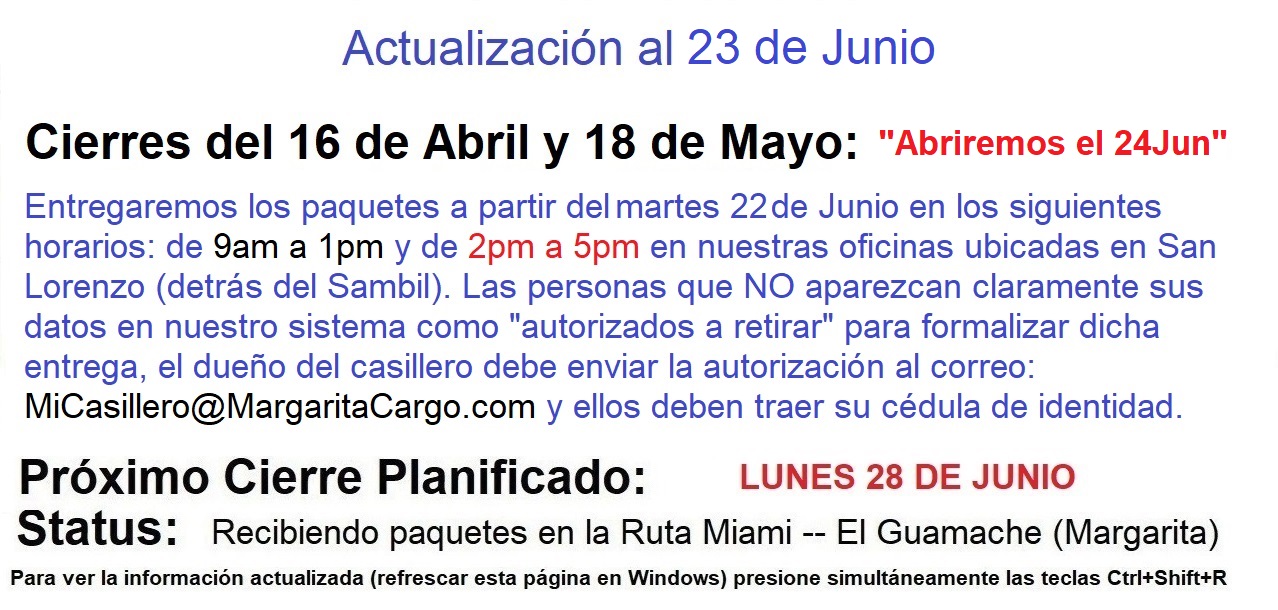 Actualización al 23 de Junio
Cierres del 16 de Abril y 18 de Mayo: "Abriremos el 24Jun"
Entregaremos los paquetes a partir del martes 22 de Junio en los siguientes
horarios: de 9am a 1pm y de 2pm a 5pm en nuestras oficinas ubicadas en San
Lorenzo (detrás del Sambil). Las personas que NO aparezcan claramente sus
datos en nuestro sistema como "autorizados a retirar" para formalizar dicha
entrega, el dueño del casillero debe enviar la autorización al correo:
MiCasillero@MargaritaCargo.com y ellos deben traer su cédula de identidad.
Próximo Cierre Planificado: LUNES 28 DE JUNIO
Status: Recibiendo paquetes en la Ruta Miami -- El Guamache (Margarita)
Para ver la información actualizada (refrescar esta página en Windows) presione simultáneamente las teclas Ctrl+Shift+R